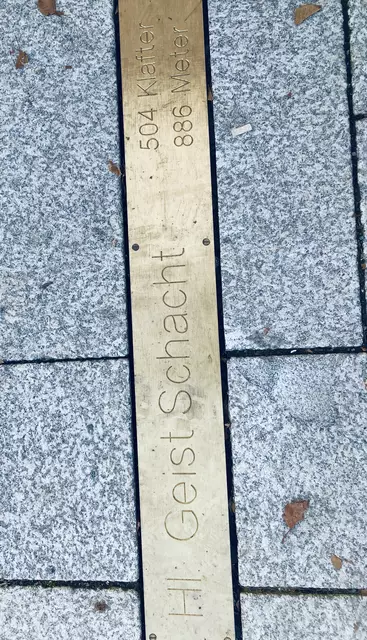 Hl Geist Schacht
504 Klafter
886 Meter